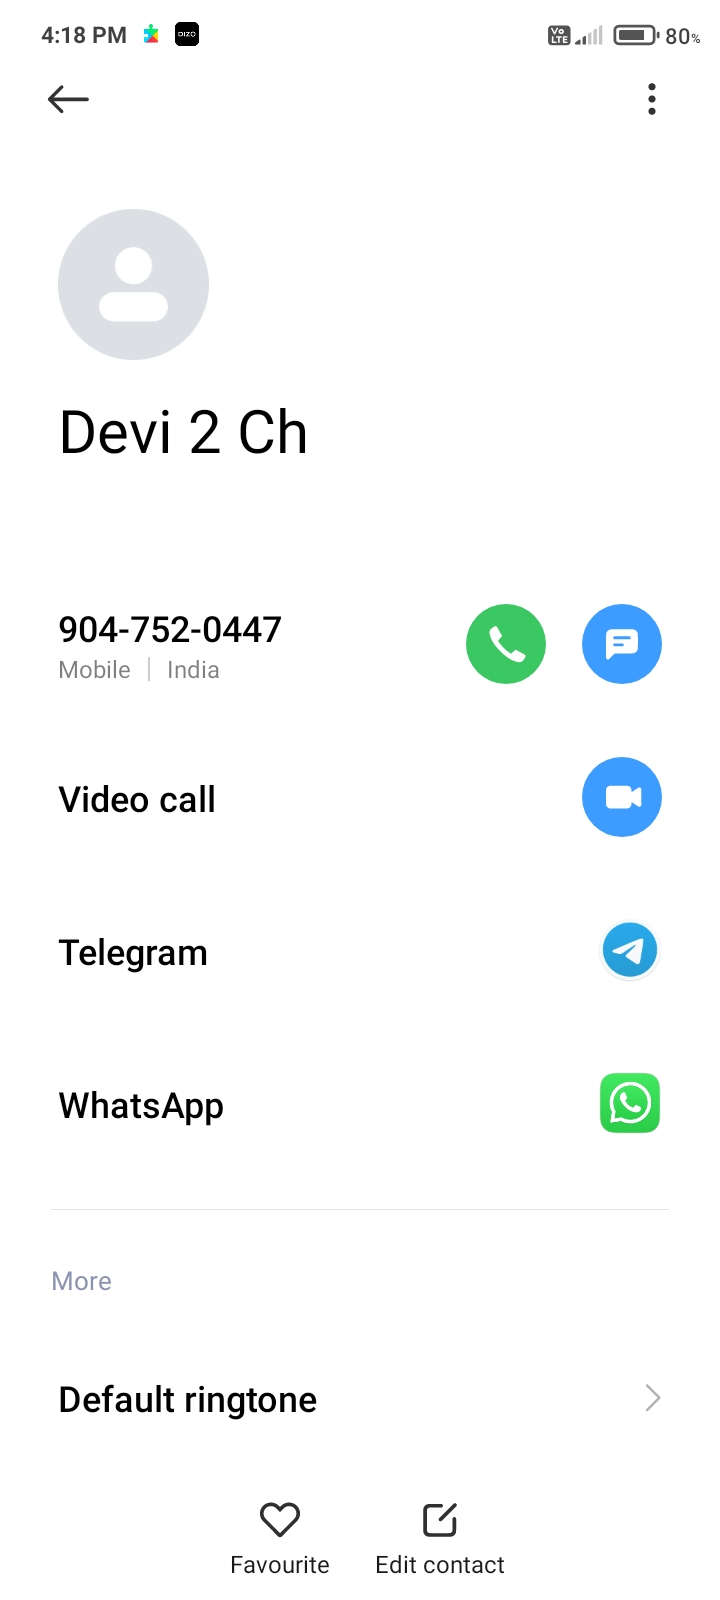 4:18 PM DIZO Vo LTE 80%
Devi 2 Ch
904-752-0447
Mobile | India
Video call
Telegram
WhatsApp
More
Default ringtone
Favourite Edit contact